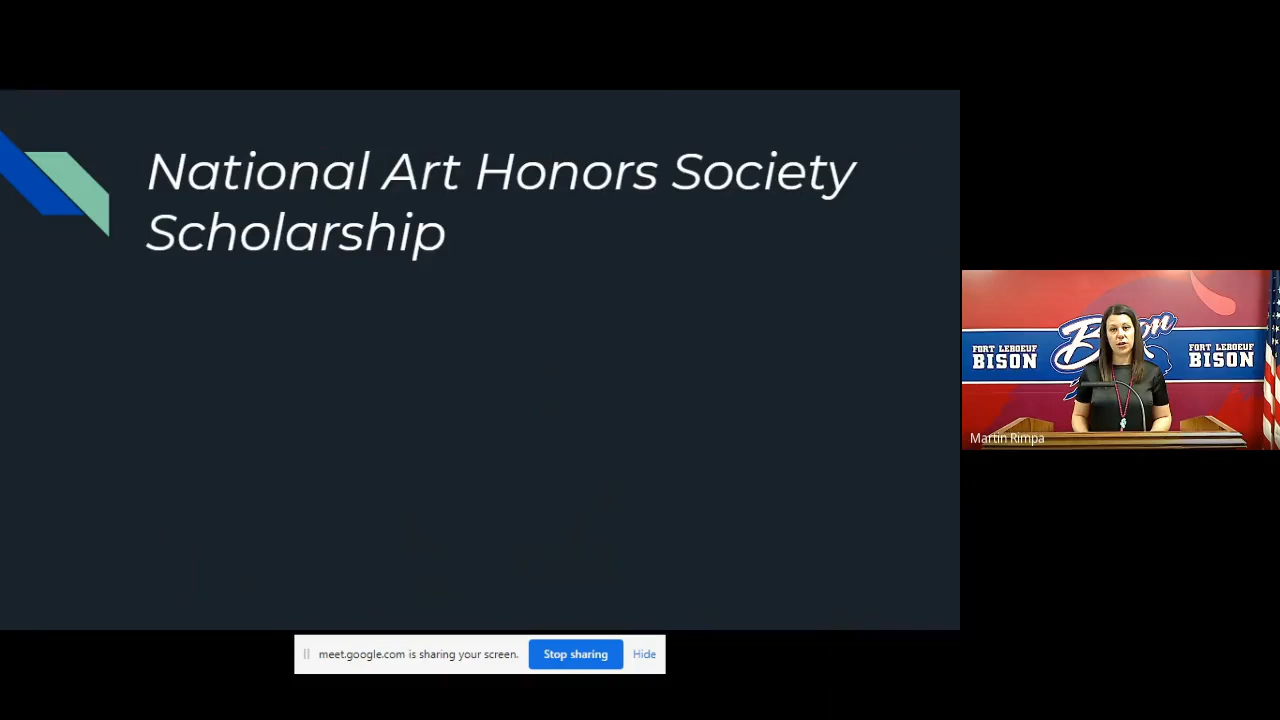 National Art Honors Society
Scholarship
FORT LEBOEUF
BISON
Bison
FORT LEBOEUF
BISON
Martin Rimpa
meet.google.com is sharing your screen.
Stop sharing
Hide